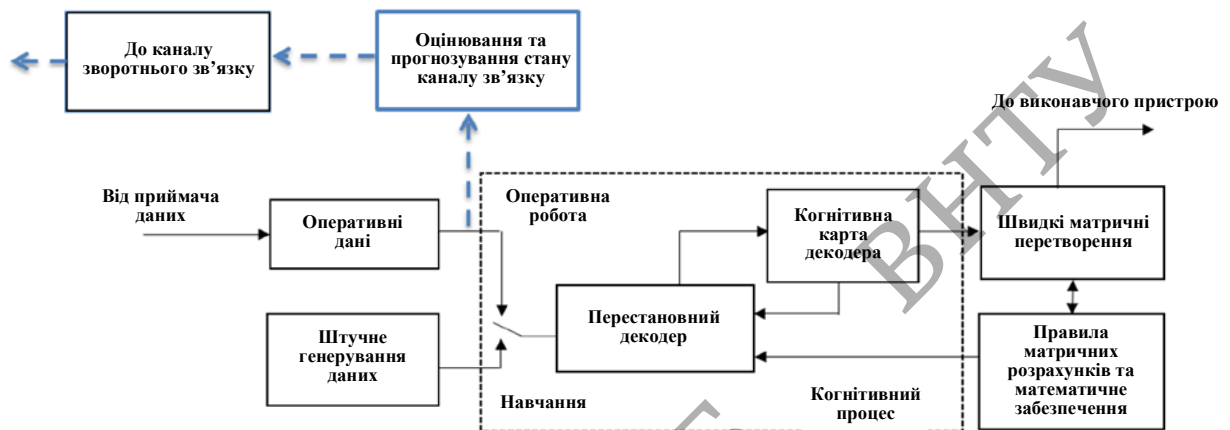 До каналу
зворотнього зв’язку
Оцінювання та
прогнозування стану
каналу зв’язку
До виконавчого пристрою
Від приймача
даних
Оперативні
дані
Оперативна
робота
Когнітивна
карта
декодера
Швидкі матричні
перетворення
Штучне
генерування
даних
Перестановний
декодер
Правила
матричних
розрахунків та
математичне
забезпечення
Навчання
Когнітивний
процес
ВНТУ